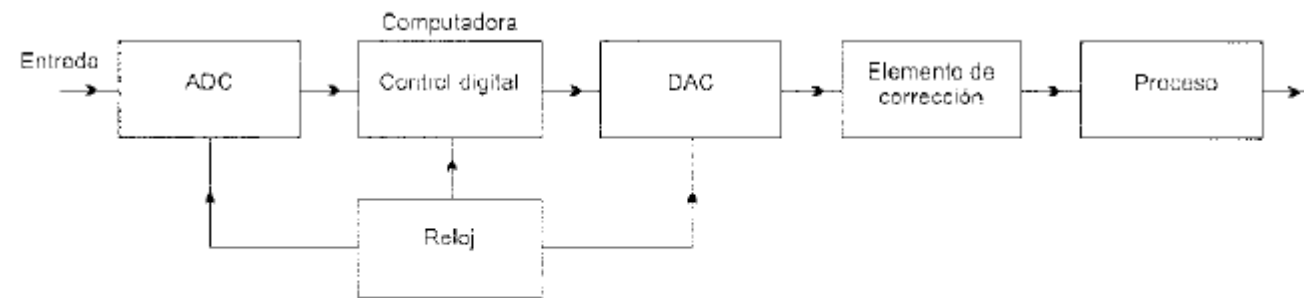 Computadora
Entrada
ADC
Control digital
DAC
Elemento de
corrección
Proceso
Reloj